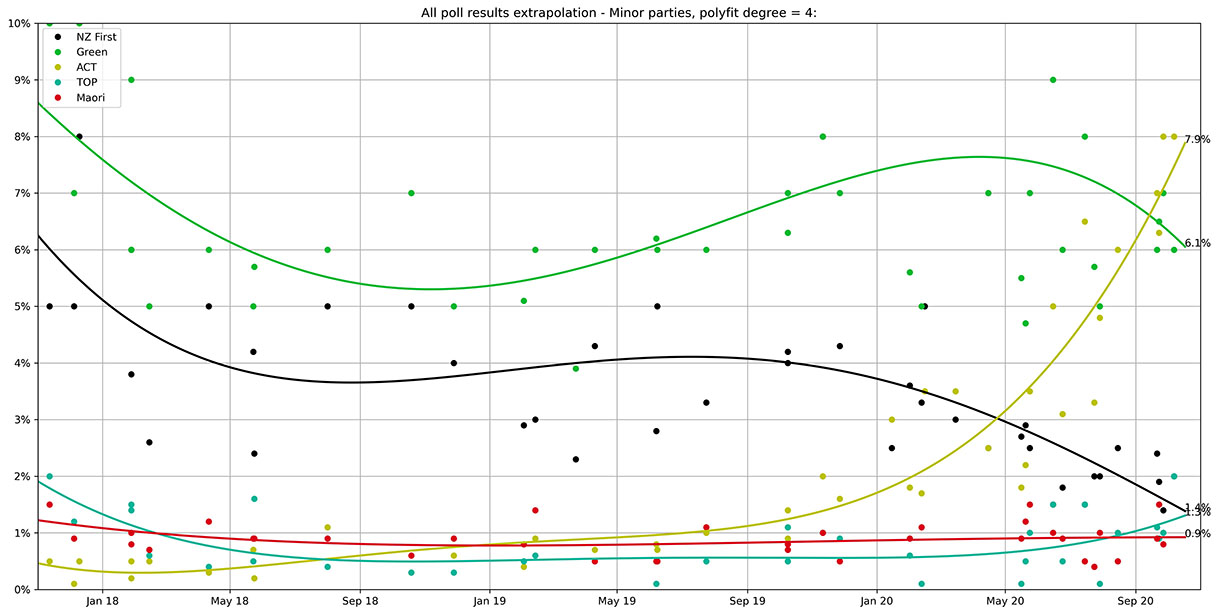 All poll results extrapolation - Minor parties, polyfit degree = 4:
10%
9%
8%
7%
6%
5%
4%
3%
2%
1%
0%
NZ First
Green
ACT
TOP
Maori
7.9%
6.1%
1.4%
1.3%
0.9%
Jan 18
May 18
Sep 18
Jan 19
May 19
Sep 19
Jan 20
May 20
Sep 20